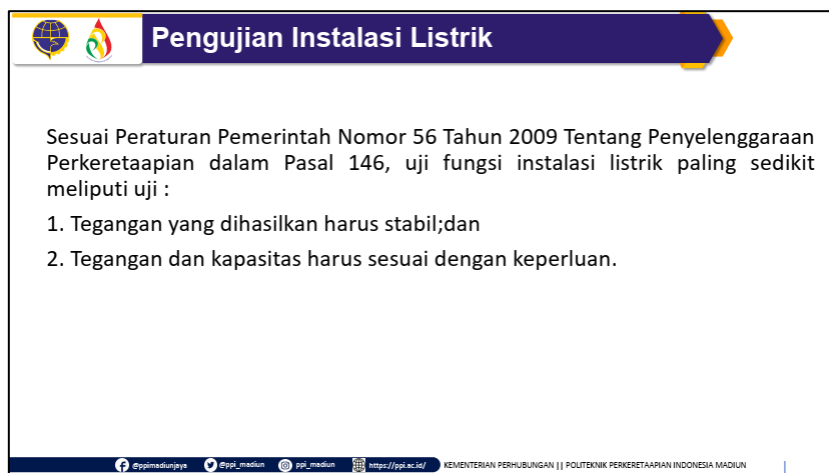 Pengujian Instalasi Listrik
Sesuai Peraturan Pemerintah Nomor 56 Tahun 2009 Tentang Penyelenggaraan
Perkeretaapian dalam Pasal 146, uji fungsi instalasi listrik paling sedikit
meliputi uji :
1. Tegangan yang dihasilkan harus stabil;dan
2. Tegangan dan kapasitas harus sesuai dengan keperluan.
@ppimadiunjaya @ppi_madiun ppi_madiun https://ppi.ac.id/ KEMENTERIAN PERHUBUNGAN || POLITEKNIK PERKERETAAPIAN INDONESIA MADIUN